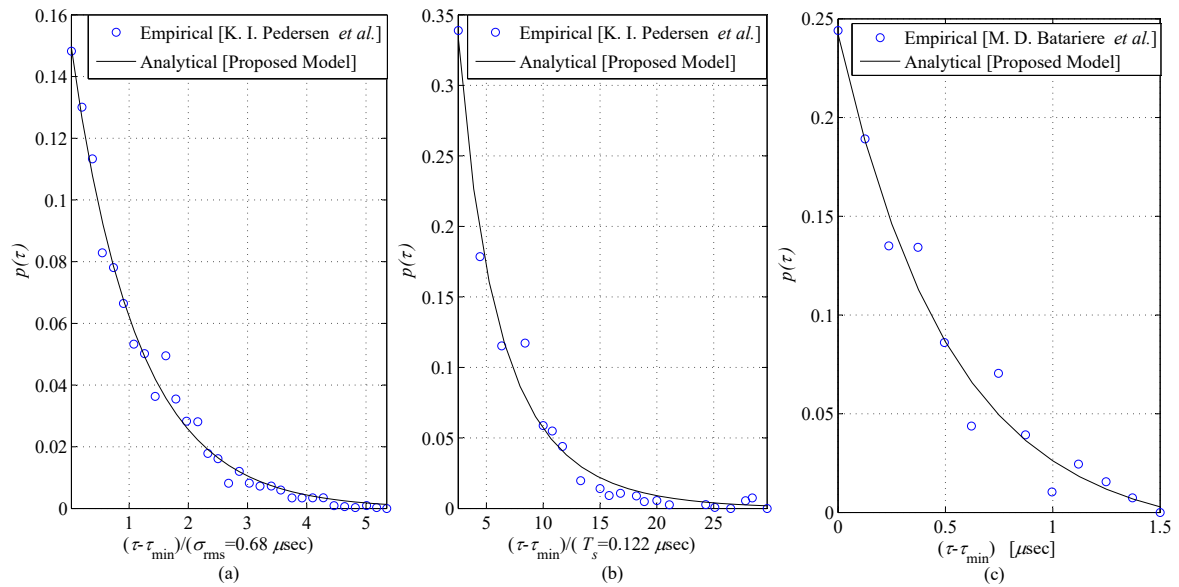 Empirical [K. I. Pedersen et al.]
Analytical [Proposed Model]
0.16
0.14
0.12
0.1
0.08
0.06
0.04
0.02
0
1
2
3
4
5
p(τ)
(τ-τmin)/(σrms=0.68 μsec)
(a)
Empirical [K. I. Pedersen et al.]
Analytical [Proposed Model]
0.35
0.3
0.25
0.2
0.15
0.1
0.05
0
5
10
15
20
25
p(τ)
(τ-τmin)/( Ts=0.122 μsec)
(b)
Empirical [M. D. Batariere et al.]
Analytical [Proposed Model]
0.25
0.2
0.15
0.1
0.05
0
0
0.5
1
1.5
p(τ)
(τ-τmin) [μsec]
(c)